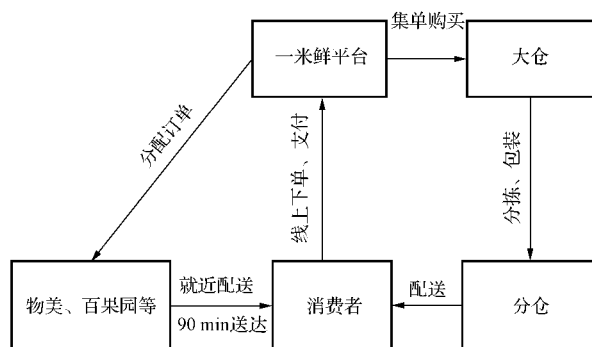 集单购买
一米鲜平台
大仓
分配订单
线上下单、支付
分拣、包装
物美、百果园等
就近配送
90 min送达
消费者
配送
分仓